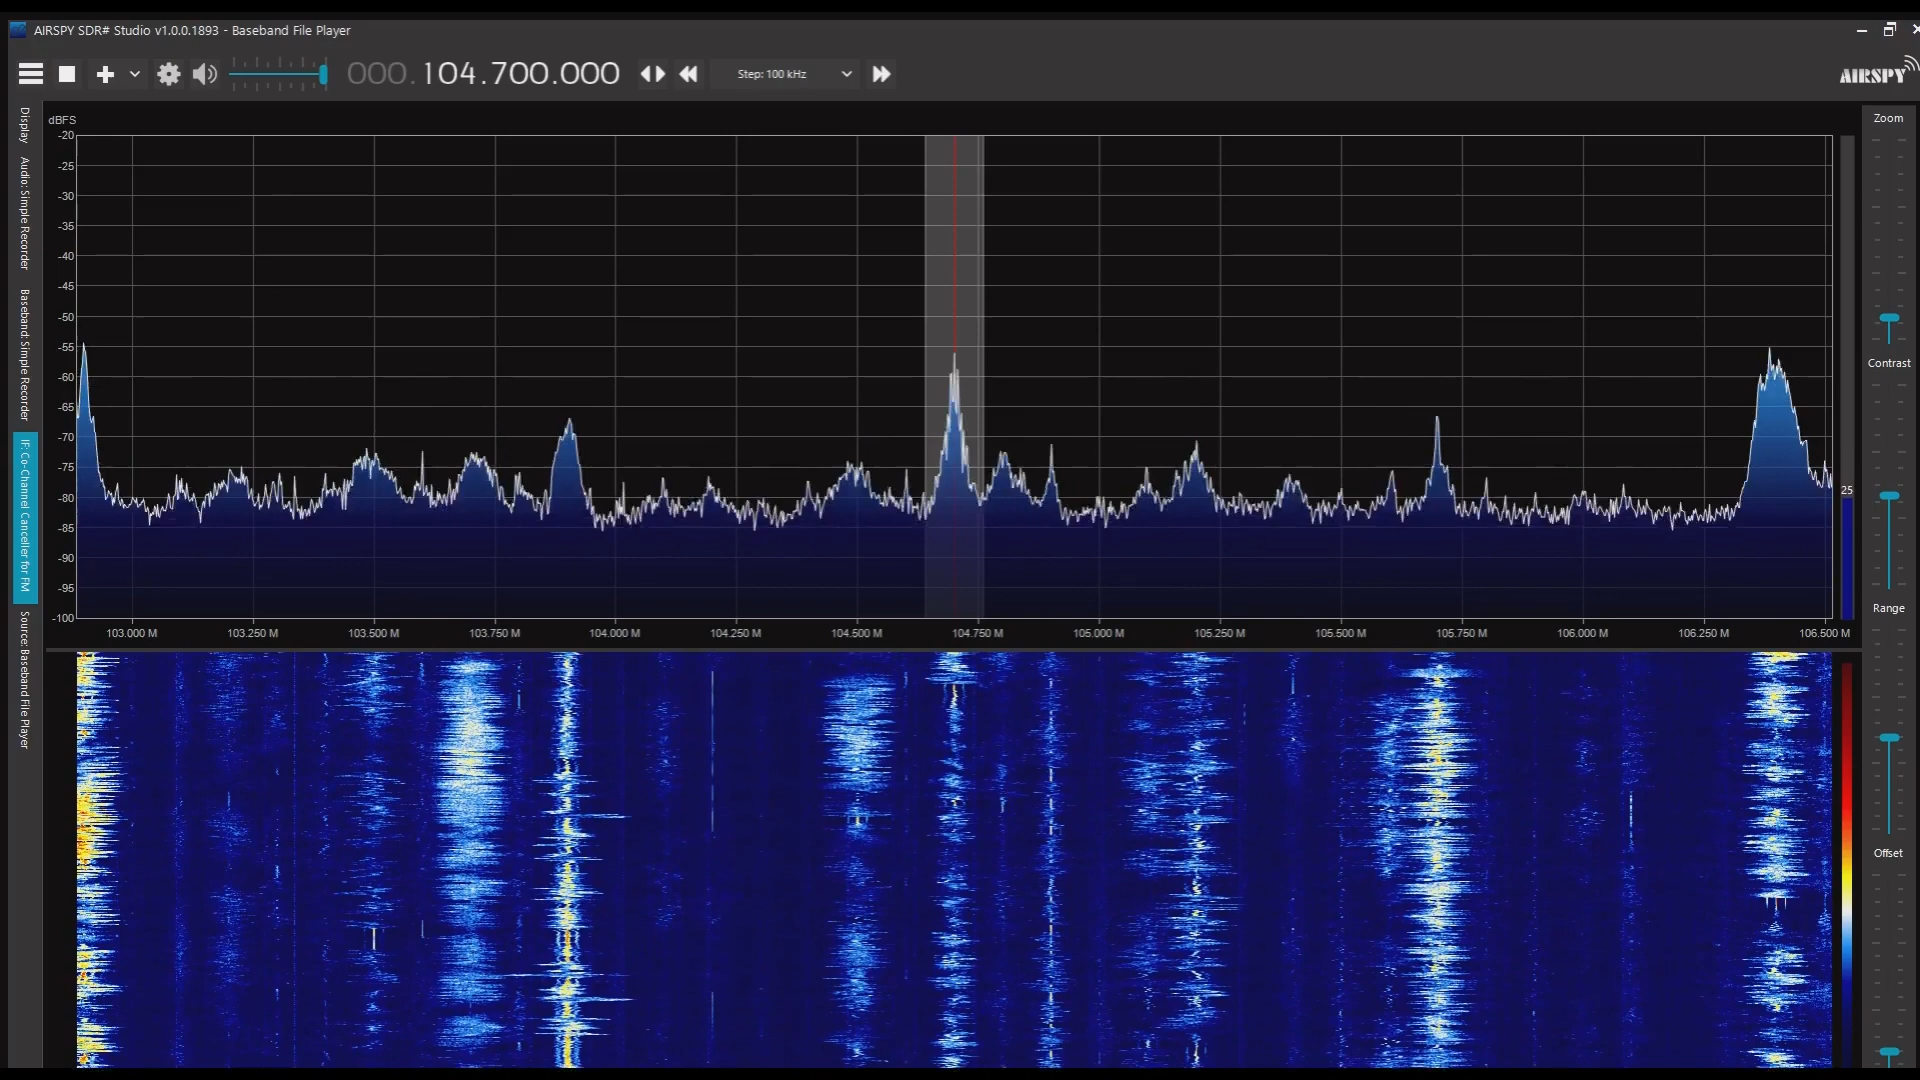 AIRSPY SDR# Studio v1.0.0.1893 - Baseband File Player
000.104.700.000
Step: 100 kHz
AIRSPY
Display
Audio: Simple Recorder
Baseband: Simple Recorder
IF: Co-Channel Canceller for FM
Source: Baseband File Player
dBFS
-20
-25
-30
-35
-40
-45
-50
-55
-60
-65
-70
-75
-80
-85
-90
-95
-100
103.000 M 103.250 M 103.500 M 103.750 M 104.000 M 104.250 M 104.500 M 104.750 M 105.000 M 105.250 M 105.500 M 105.750 M 106.000 M 106.250 M 106.500 M
25
Zoom
Contrast
Range
Offset